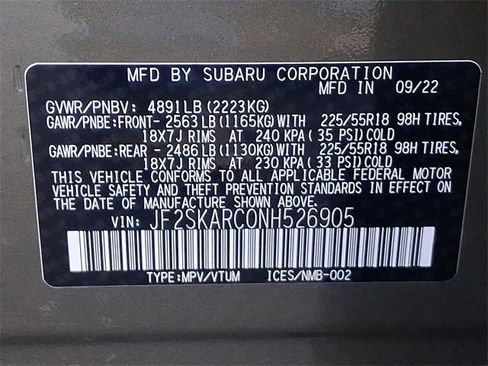 MFD BY SUBARU CORPORATION
MFD IN 09/22
GVWR/PNBV: 4891LB(2223KG)
GAWR/PNBE:FRONT-2563LB(1165KG)WITH 225/55R18 98H TIRES,
18X7J RIMS AT 240 KPA(35 PSI)COLD
GAWR/PNBE:REAR -2486LB(1130KG)WITH 225/55R18 98H TIRES,
18X7J RIMS AT 230 KPA(33 PSI)COLD
THIS VEHICLE CONFORMS TO ALL APPLICABLE FEDERAL MOTOR
VEHICLE SAFETY AND THEFT PREVENTION STANDARDS IN EFFECT
ON THE DATE OF MANUFACTURE SHOWN ABOVE.
VIN: JF2SKARC0NH526905
TYPE:MPV/VTUM ICES/NMB-002